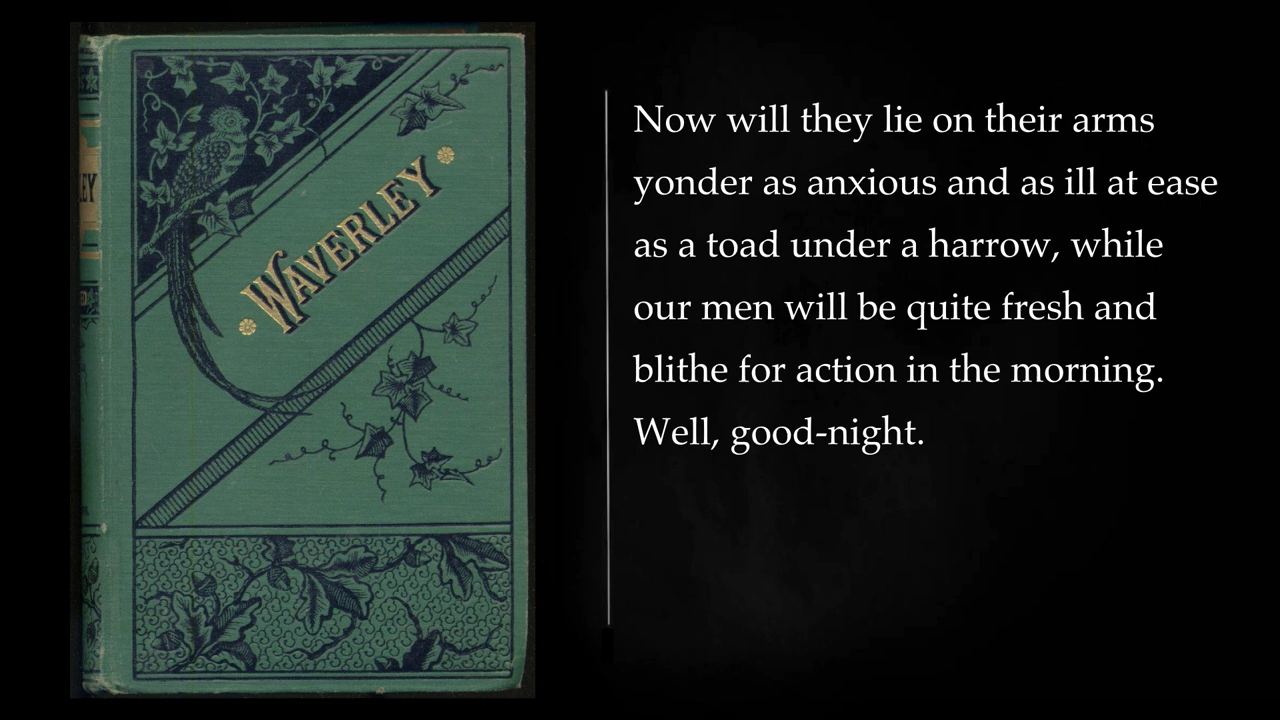 WAVERLEY
EY
Now will they lie on their arms
yonder as anxious and as ill at ease
as a toad under a harrow, while
our men will be quite fresh and
blithe for action in the morning.
Well, good-night.